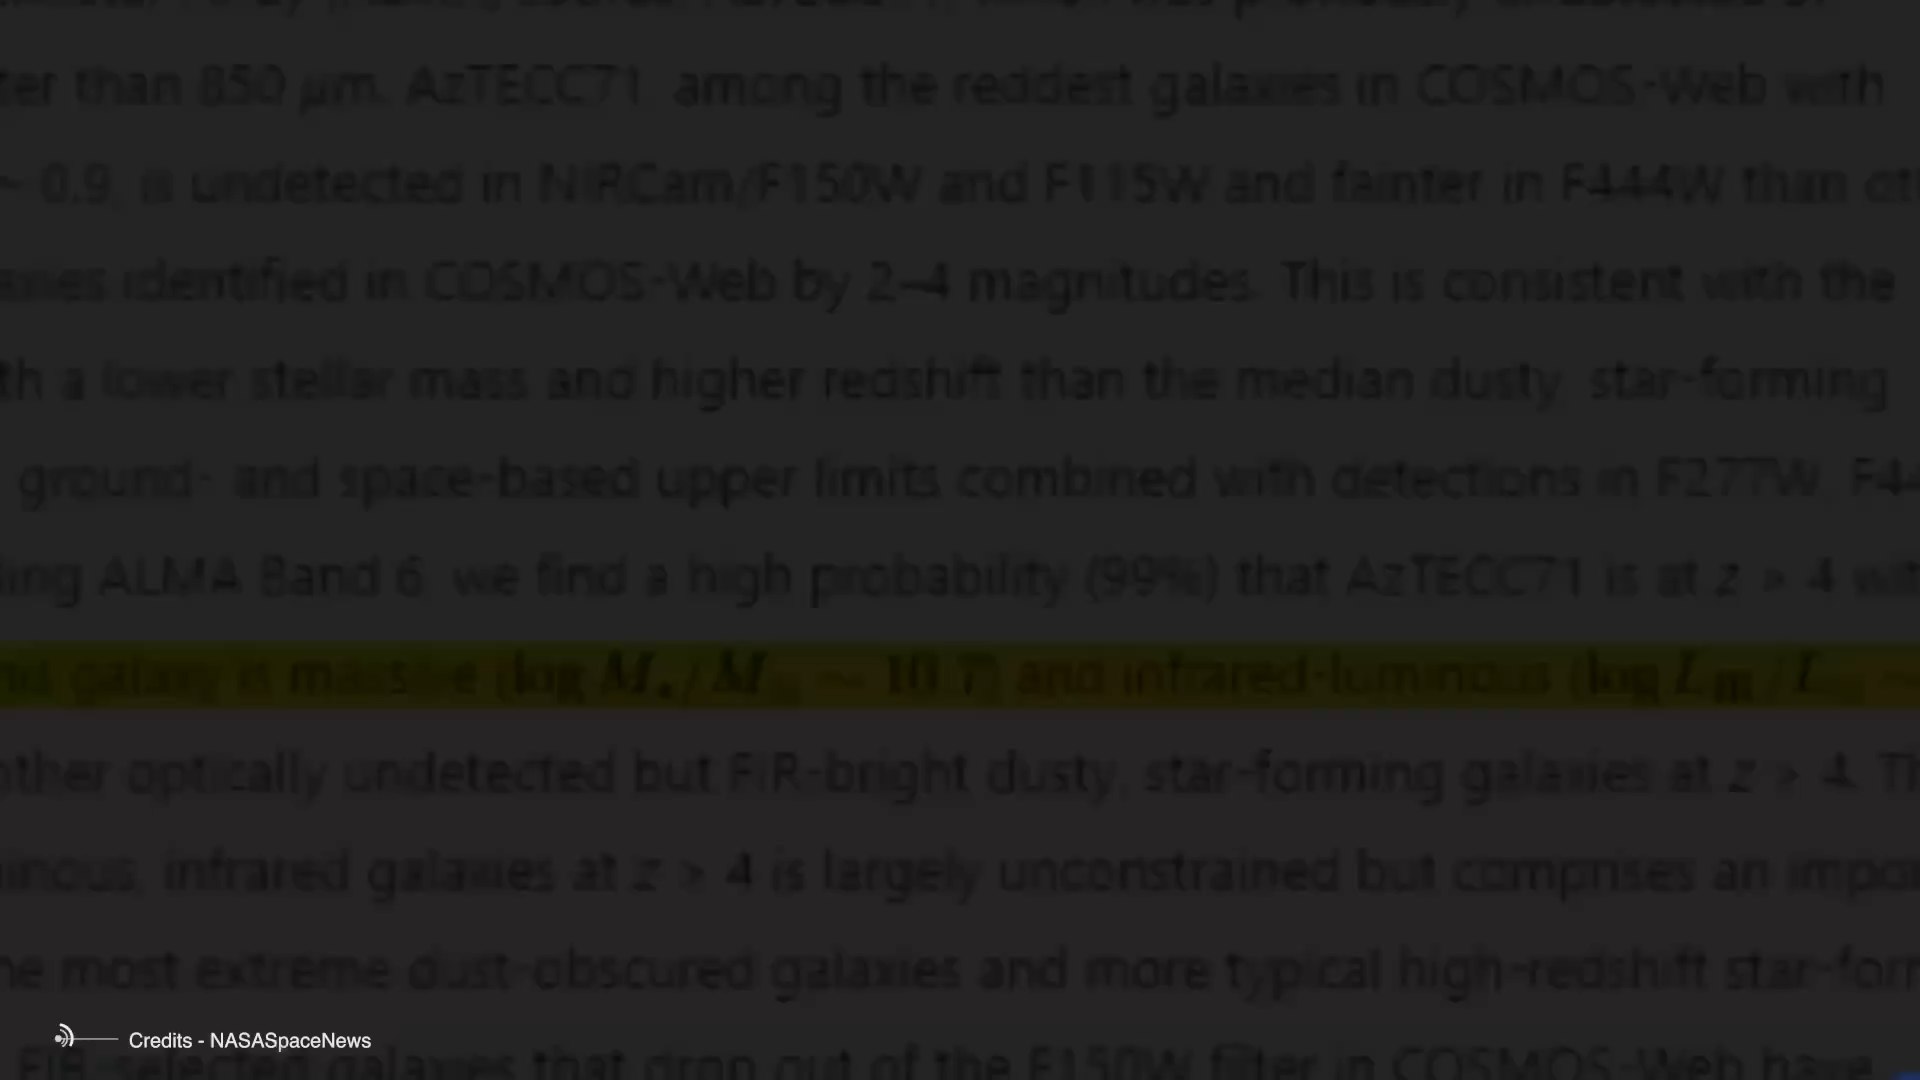 ter than 850 μm. AzTECC71, among the reddest galaxies in COSMOS-Web with
~ 0.9, is undetected in NIRCam/F150W and F115W and fainter in F444W than
identified in COSMOS-Web by 2–4 magnitudes. This is consistent with the
th a lower stellar mass and higher redshift than the median dusty, star-forming
ground- and space-based upper limits combined with detections in F277W, F44
ling ALMA Band 6, we find a high probability (99%) that AzTECC71 is at z > 4 wit
galaxy is massive (log M*/M☉ ~ 10.7) and infrared-luminous (log L_IR/L☉ ~
other optically undetected but FIR-bright dusty, star-forming galaxies at z > 4. Th
inous, infrared galaxies at z > 4 is largely unconstrained but comprises an impor
he most extreme dust-obscured galaxies and more typical high-redshift star-form
FIR-selected galaxies that drop out of the F150W filter in COSMOS-Web have
Credits - NASASpaceNews